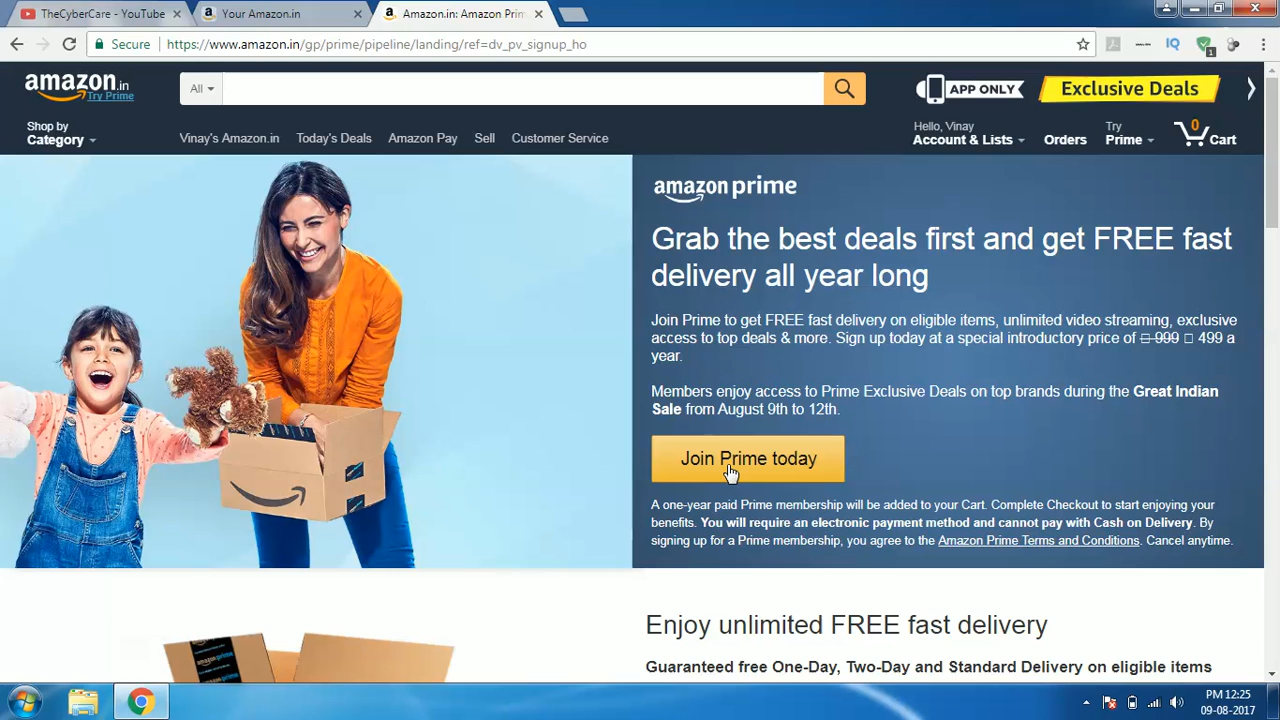 TheCyberCare - YouTube
Your Amazon.in
Amazon.in: Amazon Prim
Secure
https://www.amazon.in/gp/prime/pipeline/landing/ref=dv_pv_signup_ho
IQ
1
amazon.in
Try Prime
All
APP ONLY
Exclusive Deals
Shop by
Category
Vinay's Amazon.in
Today's Deals
Amazon Pay
Sell
Customer Service
Hello, Vinay
Account & Lists
Orders
Try
Prime
0
Cart
amazon prime
Grab the best deals first and get FREE fast
delivery all year long
Join Prime to get FREE fast delivery on eligible items, unlimited video streaming, exclusive
access to top deals & more. Sign up today at a special introductory price of □ 999 □ 499 a
year.
Members enjoy access to Prime Exclusive Deals on top brands during the Great Indian
Sale from August 9th to 12th.
Join Prime today
A one-year paid Prime membership will be added to your Cart. Complete Checkout to start enjoying your
benefits. You will require an electronic payment method and cannot pay with Cash on Delivery. By
signing up for a Prime membership, you agree to the Amazon Prime Terms and Conditions. Cancel anytime.
Enjoy unlimited FREE fast delivery
Guaranteed free One-Day, Two-Day and Standard Delivery on eligible items
amazon prime
PM 12:25
09-08-2017